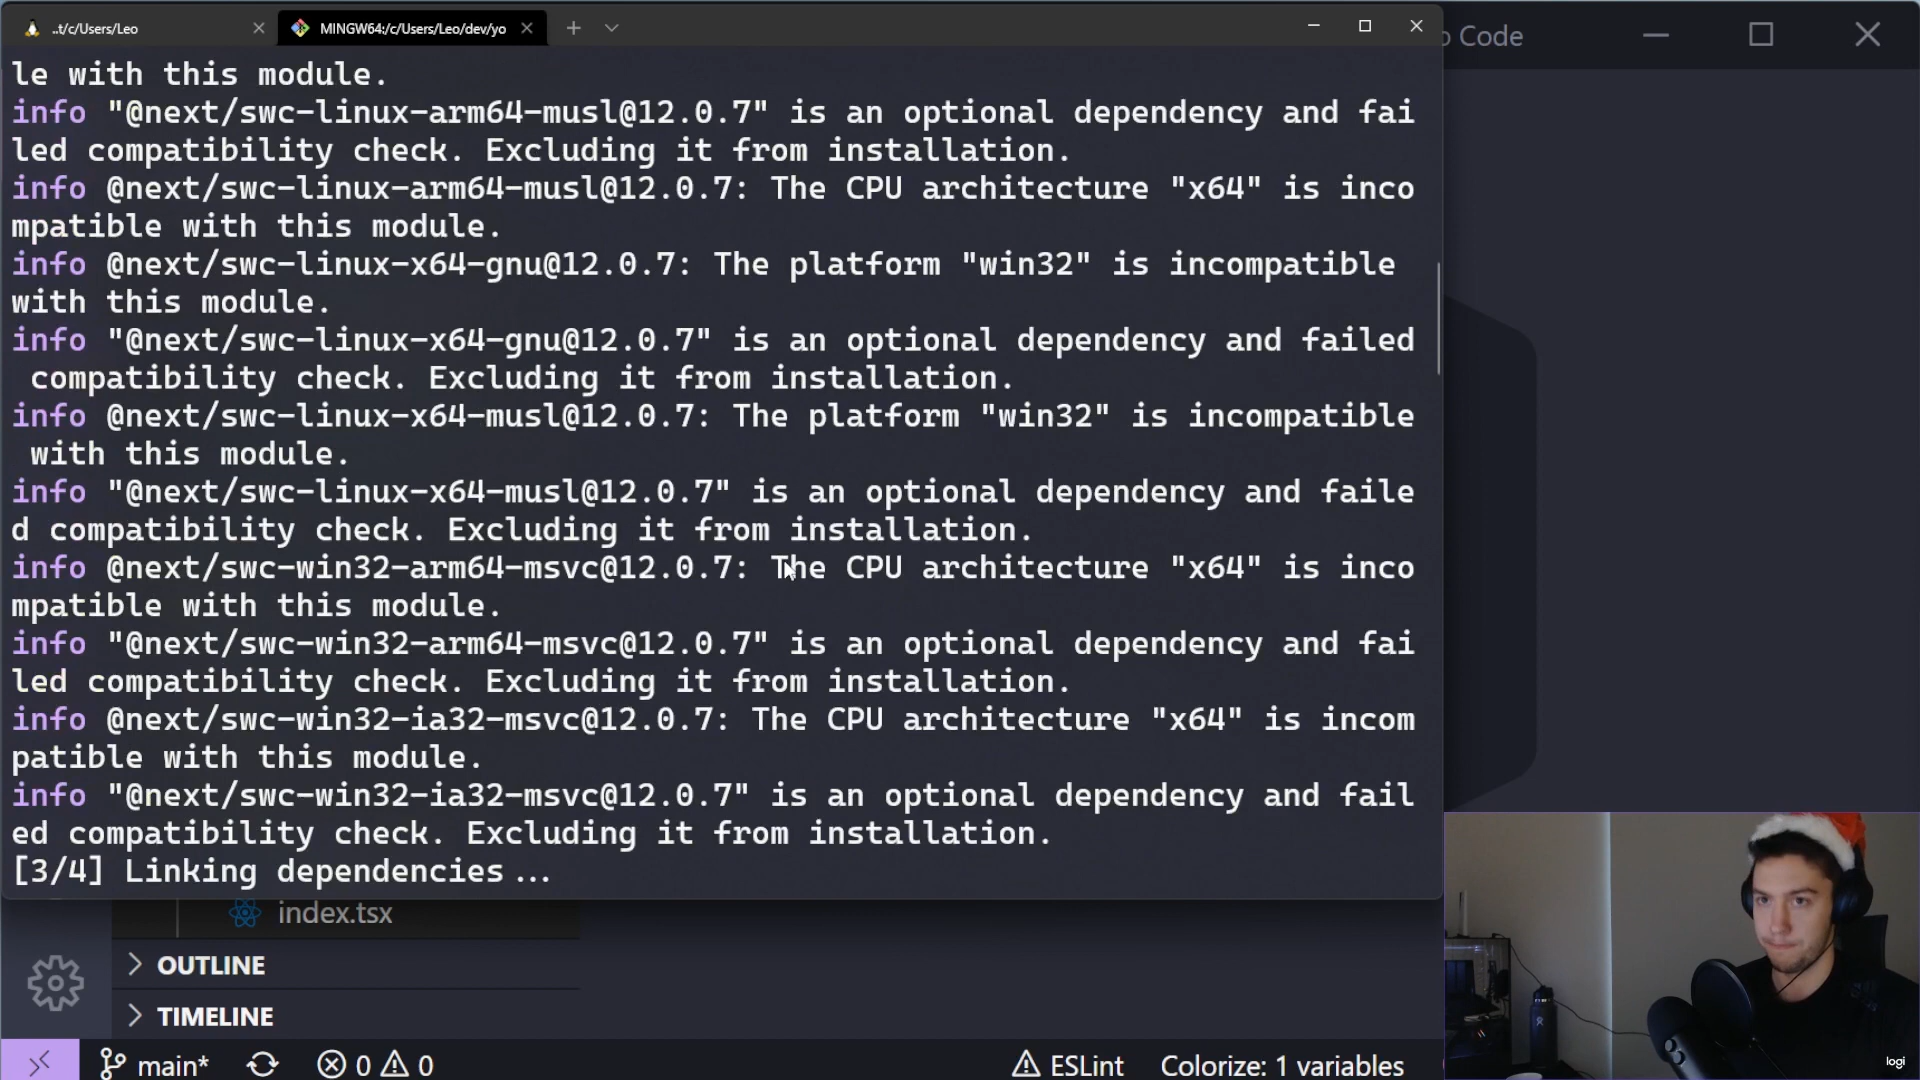 ..t/c/Users/Leo
MINGW64:/c/Users/Leo/dev/yo
Code
le with this module.
info "@next/swc-linux-arm64-musl@12.0.7" is an optional dependency and fai
led compatibility check. Excluding it from installation.
info @next/swc-linux-arm64-musl@12.0.7: The CPU architecture "x64" is inco
mpatible with this module.
info @next/swc-linux-x64-gnu@12.0.7: The platform "win32" is incompatible
with this module.
info "@next/swc-linux-x64-gnu@12.0.7" is an optional dependency and failed
compatibility check. Excluding it from installation.
info @next/swc-linux-x64-musl@12.0.7: The platform "win32" is incompatible
with this module.
info "@next/swc-linux-x64-musl@12.0.7" is an optional dependency and faile
d compatibility check. Excluding it from installation.
info @next/swc-win32-arm64-msvc@12.0.7: The CPU architecture "x64" is inco
mpatible with this module.
info "@next/swc-win32-arm64-msvc@12.0.7" is an optional dependency and fai
led compatibility check. Excluding it from installation.
info @next/swc-win32-ia32-msvc@12.0.7: The CPU architecture "x64" is incom
patible with this module.
info "@next/swc-win32-ia32-msvc@12.0.7" is an optional dependency and fail
ed compatibility check. Excluding it from installation.
[3/4] Linking dependencies...
index.tsx
OUTLINE
TIMELINE
main* 0 0 ESLint Colorize: 1 variables
logi